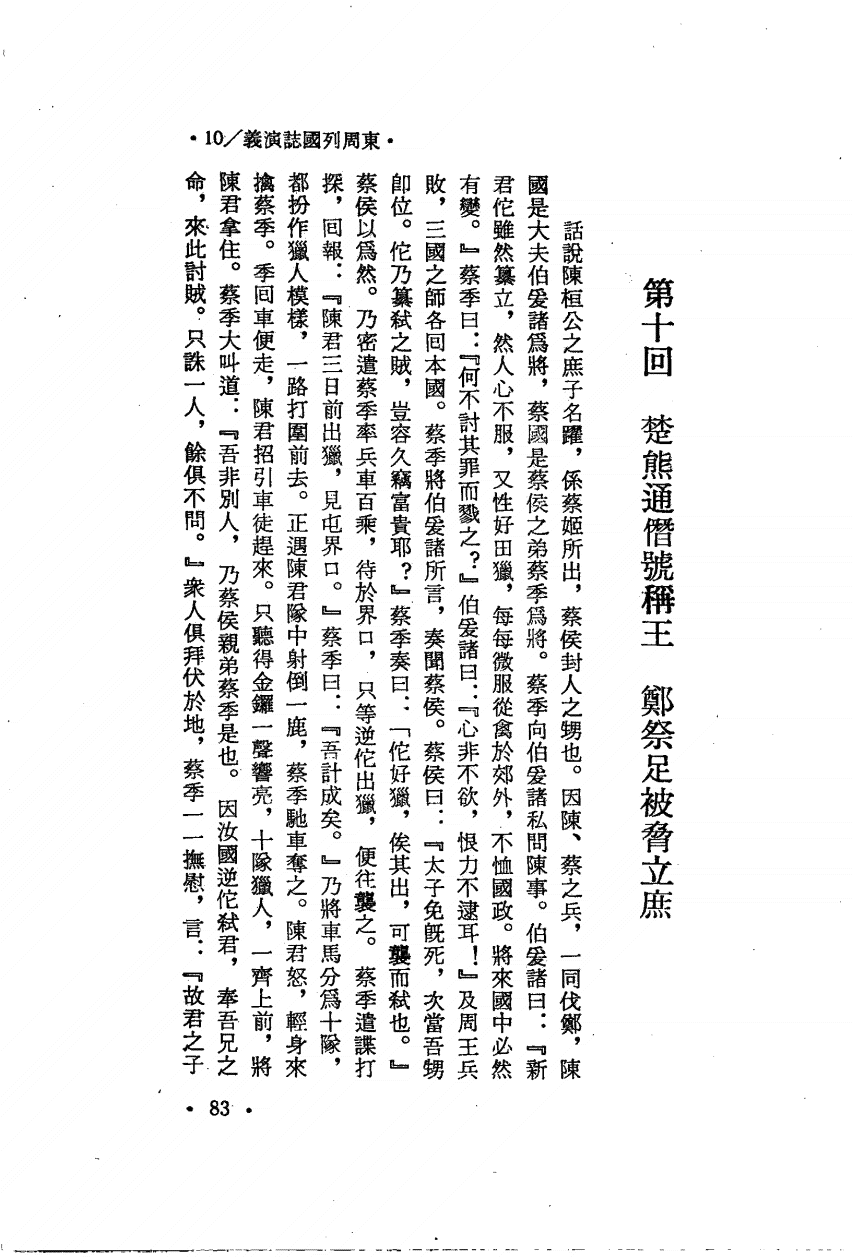 ·東周列國誌演義/10·
第十回　楚熊通僭號稱王　鄭祭足被脅立庶
話說陳桓公之庶子名躍，係蔡姬所出，蔡侯封人之甥也。因陳、蔡之兵，一同伐鄭，陳
國是大夫伯爰諸爲將，蔡國是蔡侯之弟蔡季爲將。蔡季向伯爰諸私問陳事。伯爰諸曰：『新
君佗雖然纂立，然人心不服，又性好田獵，每每微服從禽於郊外，不恤國政。將來國中必然
有變。』蔡季曰：『何不討其罪而戮之？』伯爰諸曰：『心非不欲，恨力不逮耳！』及周王兵
敗，三國之師各回本國。蔡季將伯爰諸所言，奏聞蔡侯。蔡侯曰：『太子免旣死，次當吾甥
卽位。佗乃纂弒之賊，豈容久竊富貴耶？』蔡季奏曰：「佗好獵，俟其出，可襲而弒也。』
蔡侯以爲然。乃密遣蔡季率兵車百乘，待於界口，只等逆佗出獵，便往襲之。蔡季遣諜打
探，回報：『陳君三日前出獵，見屯界口。』蔡季曰：『吾計成矣。』乃將車馬分爲十隊，
都扮作獵人模樣，一路打圍前去。正遇陳君隊中射倒一鹿，蔡季馳車奪之。陳君怒，輕身來
擒蔡季。季回車便走，陳君招引車徒趕來。只聽得金鑼一聲響亮，十隊獵人，一齊上前，將
陳君拿住。蔡季大叫道：『吾非別人，乃蔡侯親弟蔡季是也。因汝國逆佗弒君，奉吾兄之
命，來此討賊。只誅一人，餘俱不問。』衆人俱拜伏於地，蔡季一一撫慰，言：『故君之子
·83·